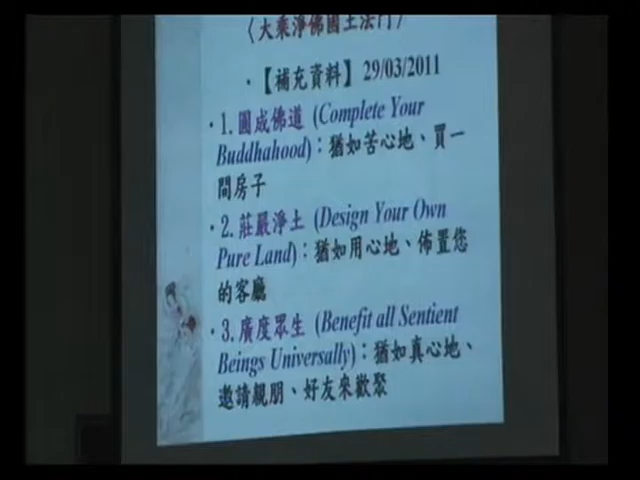 〈大乘淨佛國土法門〉
·【補充資料】29/03/2011
·1.圓成佛道 (Complete Your
Buddhahood)：猶如苦心地、買一
間房子
·2.莊嚴淨土 (Design Your Own
Pure Land)：猶如用心地、佈置您
的客廳
·3.廣度眾生 (Benefit all Sentient
Beings Universally)：猶如真心地、
邀請親朋、好友來歡聚